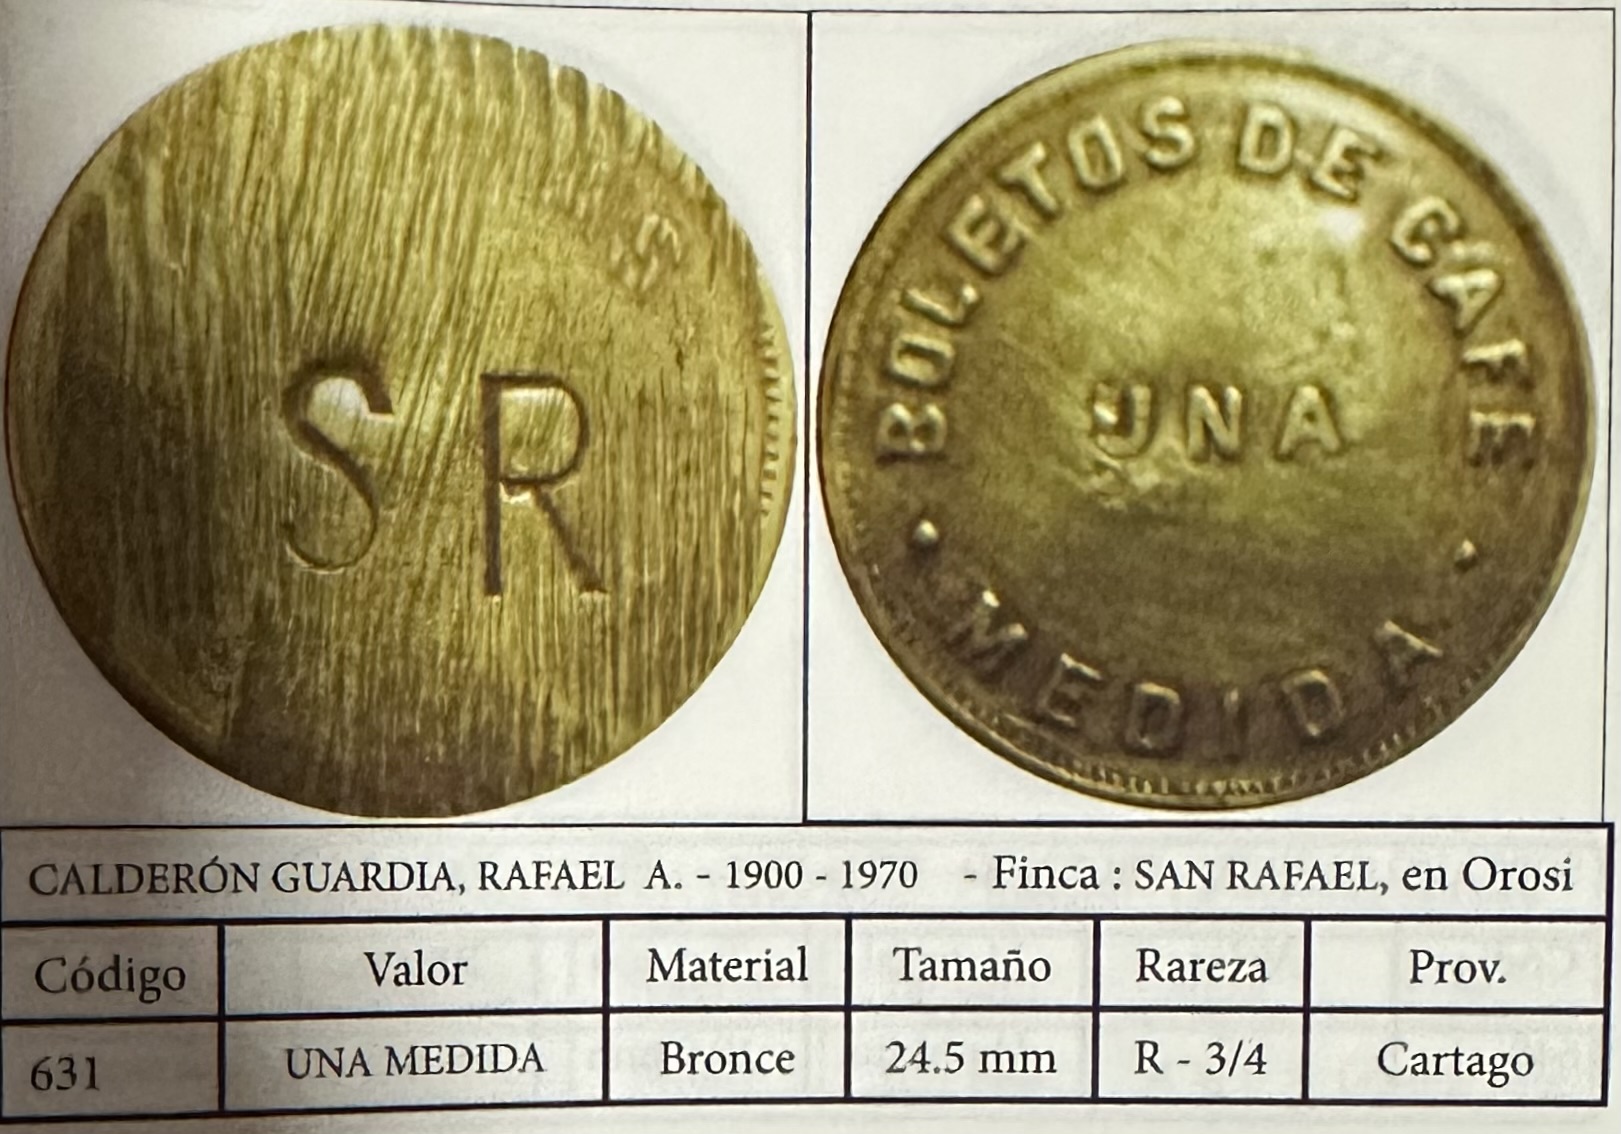 S R
BOLETOS DE CAFE
UNA
MEDIDA
CALDERÓN GUARDIA, RAFAEL A. - 1900 - 1970 - Finca : SAN RAFAEL, en Orosi
Código Valor Material Tamaño Rareza Prov.
631 UNA MEDIDA Bronce 24.5 mm R - 3/4 Cartago